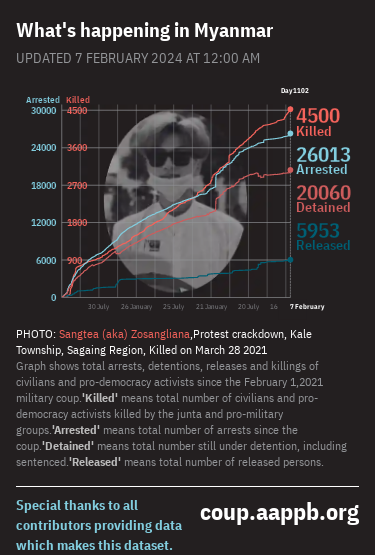 What's happening in Myanmar
UPDATED 7 FEBRUARY 2024 AT 12:00 AM
Day1102
Arrested Killed
30000 4500
24000 3600
18000 2700
12000 1800
6000 900
0
4500
Killed
26013
Arrested
20060
Detained
5953
Released
30 July 26 January 25 July 21 January 20 July 16 7 February
PHOTO: Sangtea (aka) Zosangliana,Protest crackdown, Kale
Township, Sagaing Region, Killed on March 28 2021
Graph shows total arrests, detentions, releases and killings of
civilians and pro-democracy activists since the February 1,2021
military coup.'Killed' means total number of civilians and pro-
democracy activists killed by the junta and pro-military
groups.'Arrested' means total number of arrests since the
coup.'Detained' means total number still under detention, including
sentenced.'Released' means total number of released persons.
Special thanks to all
contributors providing data
which makes this dataset.
coup.aappb.org